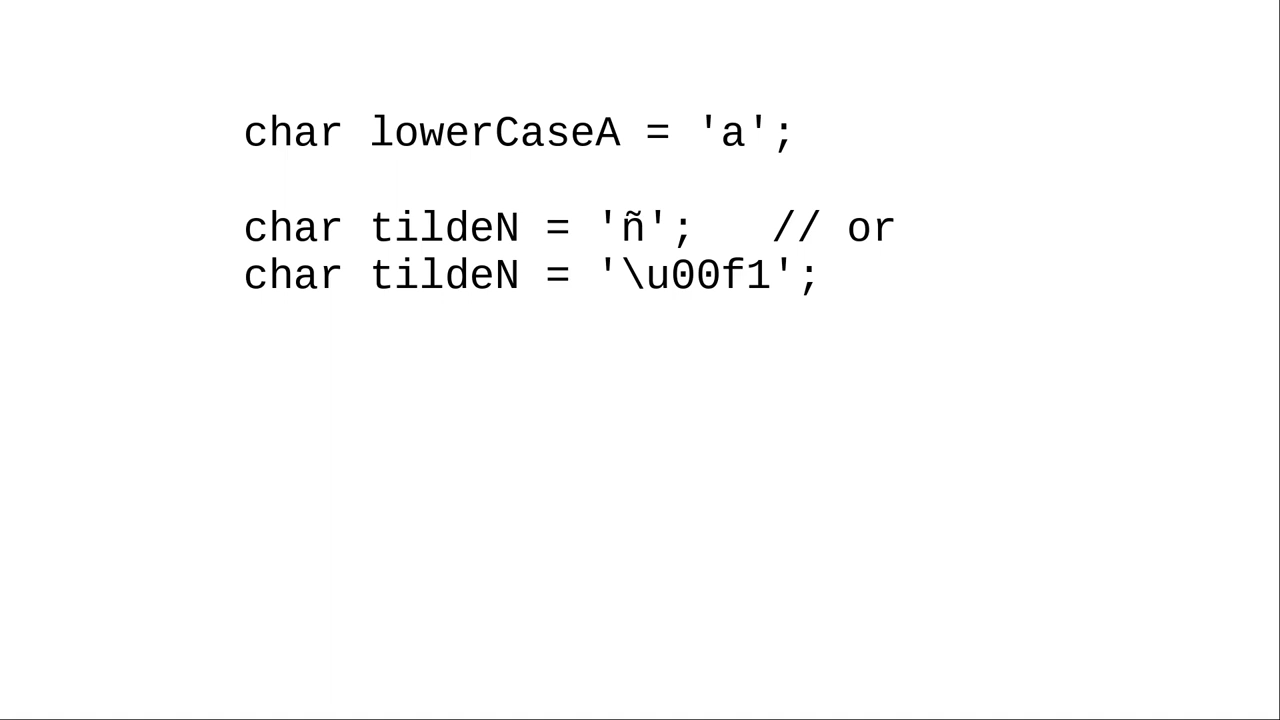 char lowerCaseA = 'a';
char tildeN = 'ñ';   // or
char tildeN = '\u00f1';